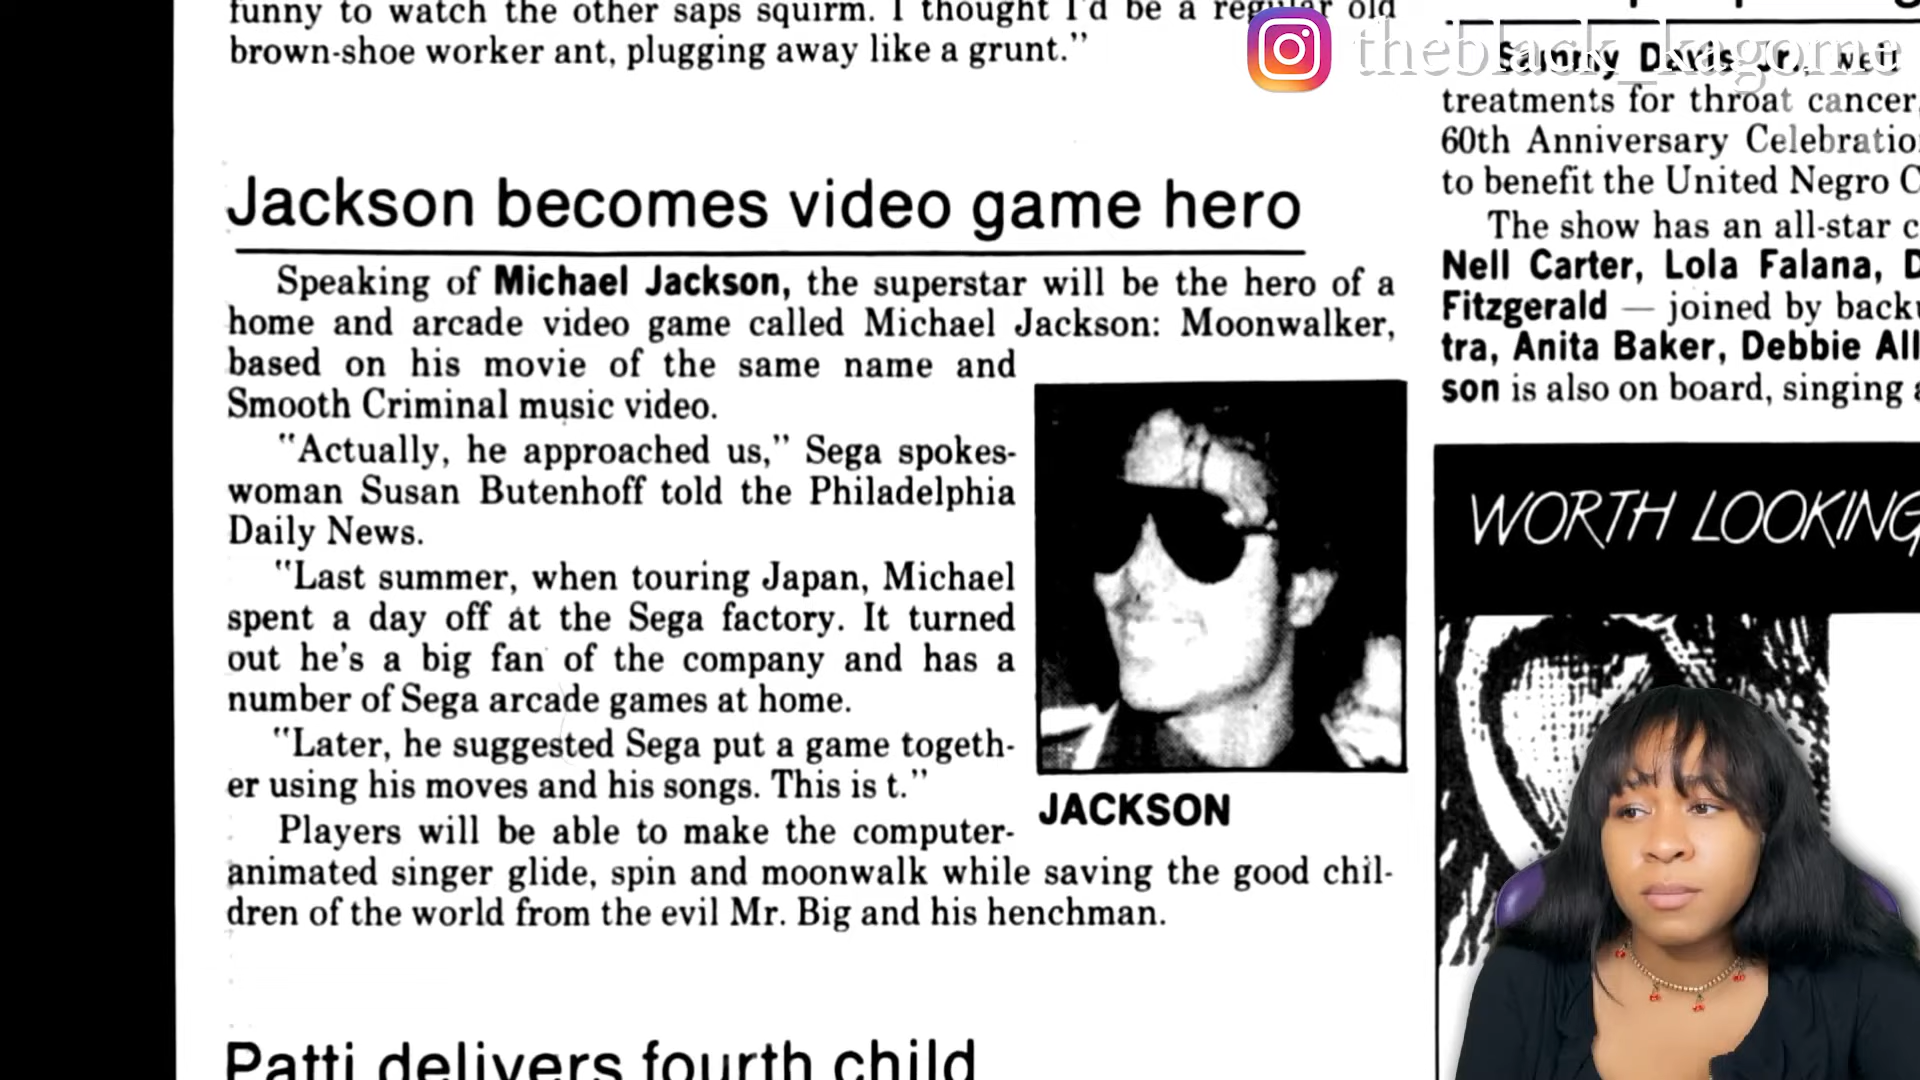 funny to watch the other saps squirm. I thought I'd be a regular old
brown-shoe worker ant, plugging away like a grunt."
Jackson becomes video game hero
Speaking of Michael Jackson, the superstar will be the hero of a
home and arcade video game called Michael Jackson: Moonwalker,
based on his movie of the same name and
Smooth Criminal music video.
"Actually, he approached us," Sega spokes-
woman Susan Butenhoff told the Philadelphia
Daily News.
"Last summer, when touring Japan, Michael
spent a day off at the Sega factory. It turned
out he's a big fan of the company and has a
number of Sega arcade games at home.
"Later, he suggested Sega put a game togeth-
er using his moves and his songs. This is t."
Players will be able to make the computer-
animated singer glide, spin and moonwalk while saving the good chil-
dren of the world from the evil Mr. Big and his henchman.
JACKSON
Patti delivers fourth child
theblack_kagome
Sammy Davis Jr., well
treatments for throat cancer,
60th Anniversary Celebratio
to benefit the United Negro C
The show has an all-star c
Nell Carter, Lola Falana, D
Fitzgerald — joined by backu
tra, Anita Baker, Debbie All
son is also on board, singing a
WORTH LOOKING